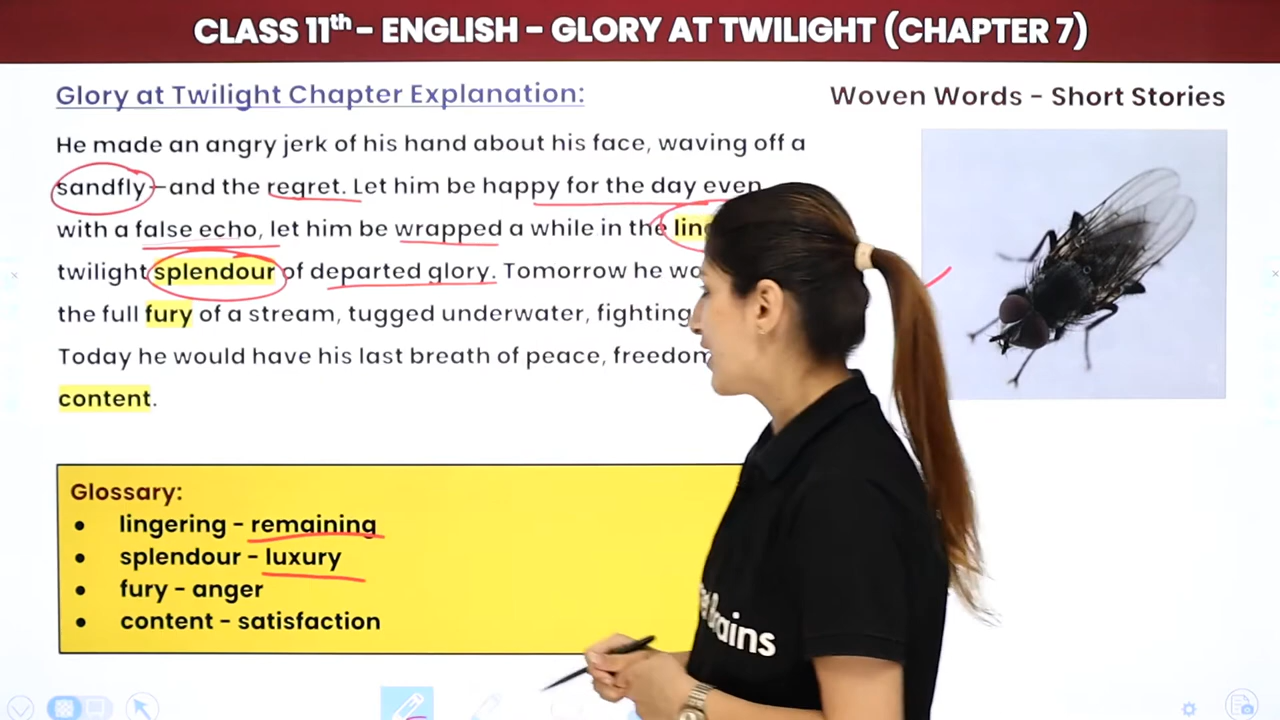 CLASS 11th - ENGLISH - GLORY AT TWILIGHT (CHAPTER 7)
Glory at Twilight Chapter Explanation:
Woven Words - Short Stories
He made an angry jerk of his hand about his face, waving off a
sandfly—and the regret. Let him be happy for the day even
with a false echo, let him be wrapped a while in the
twilight splendour of departed glory. Tomorrow he
the full fury of a stream, tugged underwater, fighting
Today he would have his last breath of peace,
content.
Glossary:
● lingering - remaining
● splendour - luxury
● fury - anger
● content - satisfaction